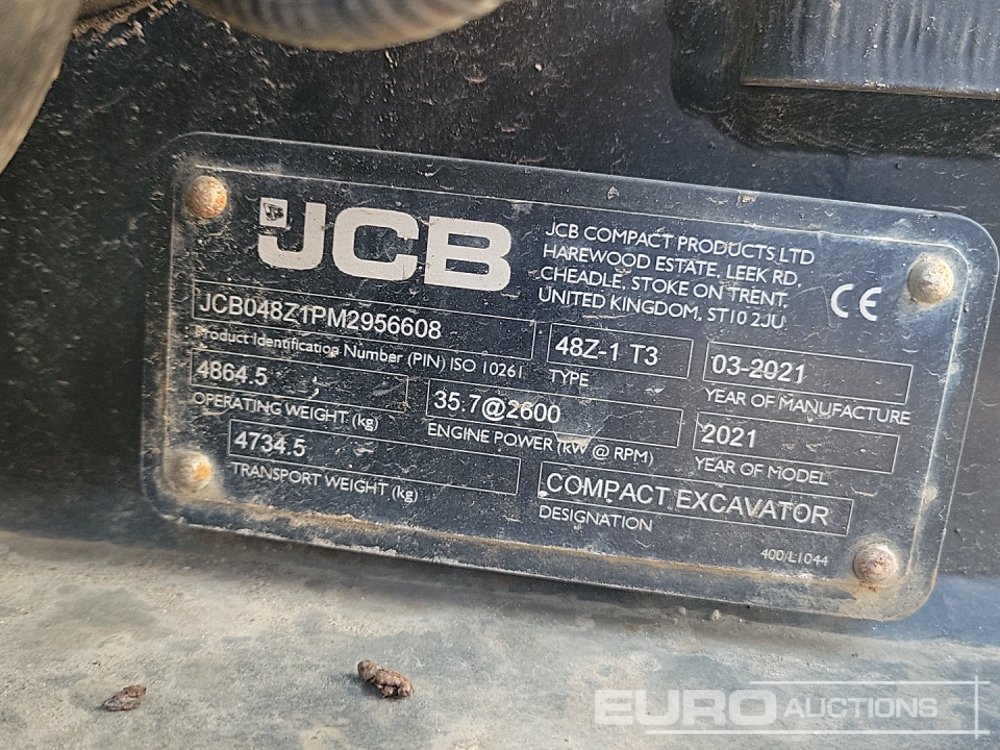 JCB
JCB COMPACT PRODUCTS LTD
HAREWOOD ESTATE, LEEK RD,
CHEADLE, STOKE ON TRENT,
UNITED KINGDOM, ST10 2JU
CE
JCB048Z1PM2956608
Product Identification Number (PIN) ISO 10261
48Z-1 T3
TYPE
03-2021
YEAR OF MANUFACTURE
4864.5
OPERATING WEIGHT (kg)
35.7@2600
ENGINE POWER (kW @ RPM)
2021
YEAR OF MODEL
4734.5
TRANSPORT WEIGHT (kg)
COMPACT EXCAVATOR
DESIGNATION
400/L1044
EURO AUCTIONS